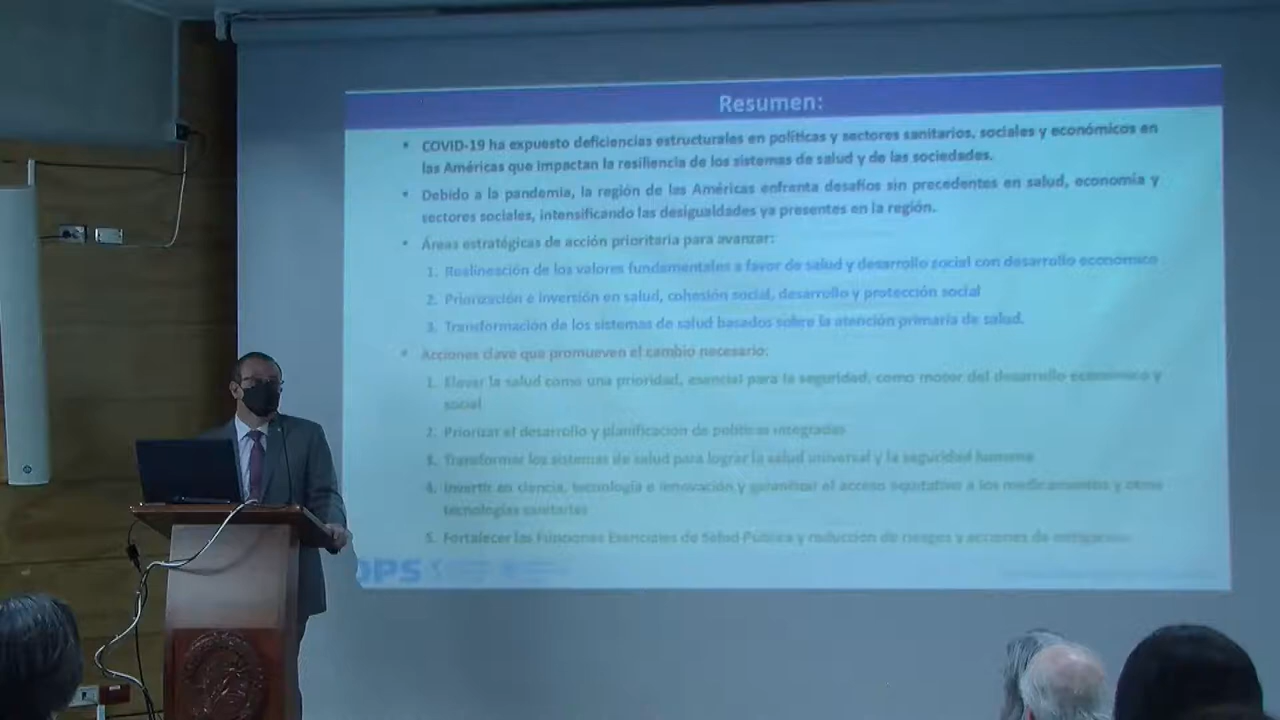 Resumen:
• COVID-19 ha expuesto deficiencias estructurales en políticas y sectores sanitarios, sociales y económicos en
las Américas que impactan la resiliencia de los sistemas de salud y de las sociedades.
• Debido a la pandemia, la región de las Américas enfrenta desafíos sin precedentes en salud, economía y
sectores sociales, intensificando las desigualdades ya presentes en la región.
• Áreas estratégicas de acción prioritaria para avanzar:
1. Realineación de los valores fundamentales a favor de salud y desarrollo social con desarrollo económico
2. Priorización e inversión en salud, cohesión social, desarrollo y protección social
3. Transformación de los sistemas de salud basados sobre la atención primaria de salud.
• Acciones clave que promueven el cambio necesario:
1. Elevar la salud como una prioridad, esencial para la seguridad, como motor del desarrollo económico y
social
2. Priorizar el desarrollo y planificación de políticas integradas
3. Transformar los sistemas de salud para lograr la salud universal y la seguridad humana
4. Invertir en ciencia, tecnología e innovación y garantizar el acceso equitativo a los medicamentos y otras
tecnologías sanitarias
5. Fortalecer las Funciones Esenciales de Salud Pública y reducción de riesgos y acciones de mitigación
OPS